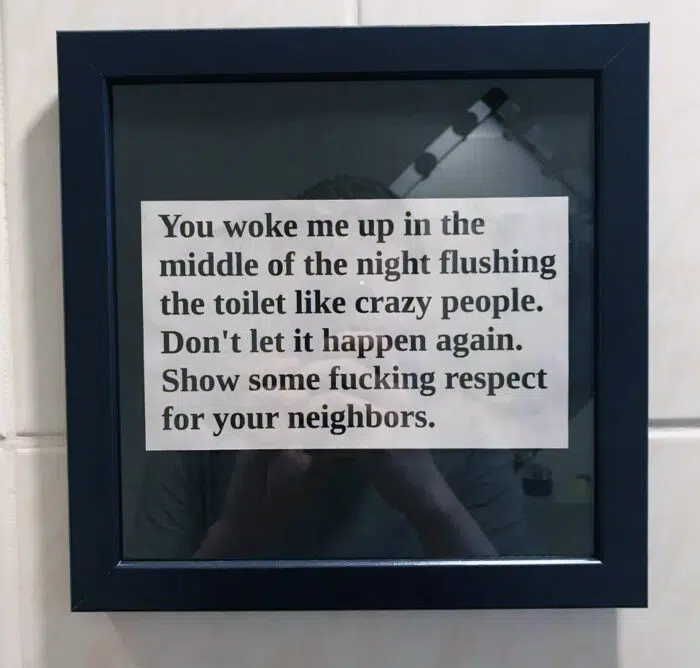 You woke me up in the
middle of the night flushing
the toilet like crazy people.
Don't let it happen again.
Show some fucking respect
for your neighbors.